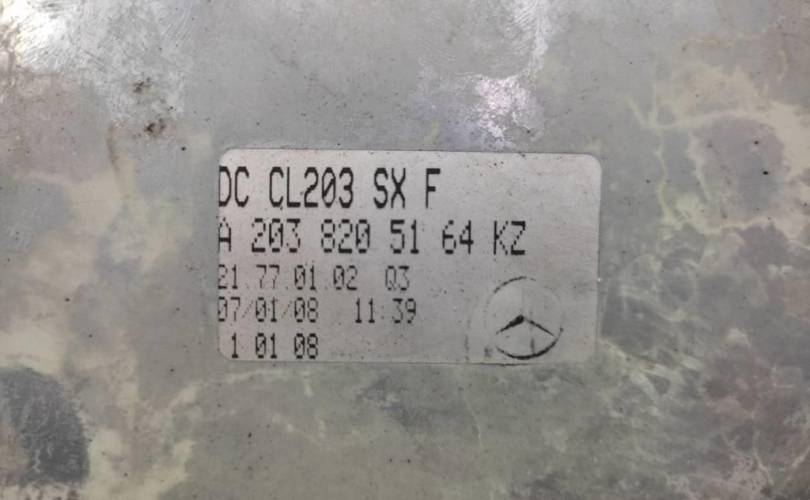 DC CL203 SX F
A 203 820 51 64 KZ
21.77.01.02 Q3
07/01/08 11:39
1 01 08